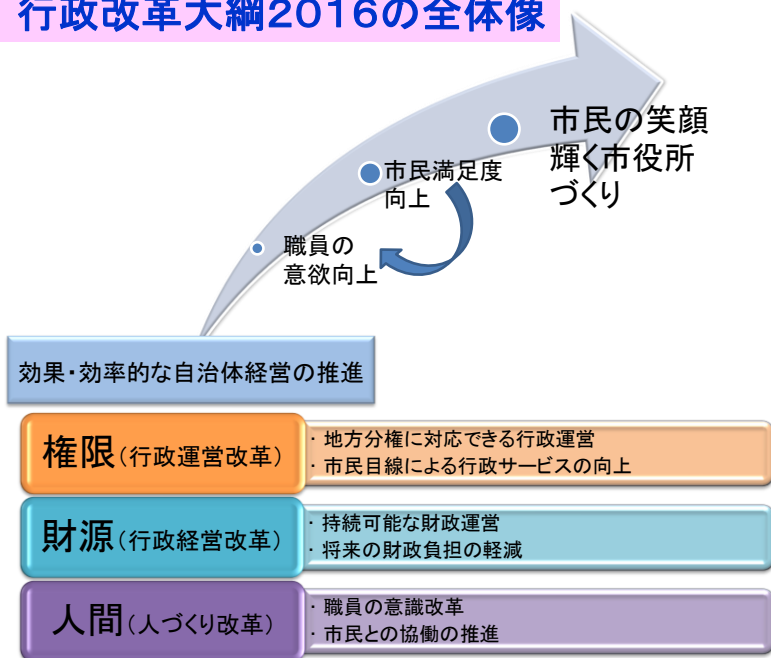 行政改革大綱2016の全体像
市民の笑顔
輝く市役所
づくり
市民満足度
向上
職員の
意欲向上
効果・効率的な自治体経営の推進
権限(行政運営改革)
・地方分権に対応できる行政運営
・市民目線による行政サービスの向上
財源(行政経営改革)
・持続可能な財政運営
・将来の財政負担の軽減
人間(人づくり改革)
・職員の意識改革
・市民との協働の推進